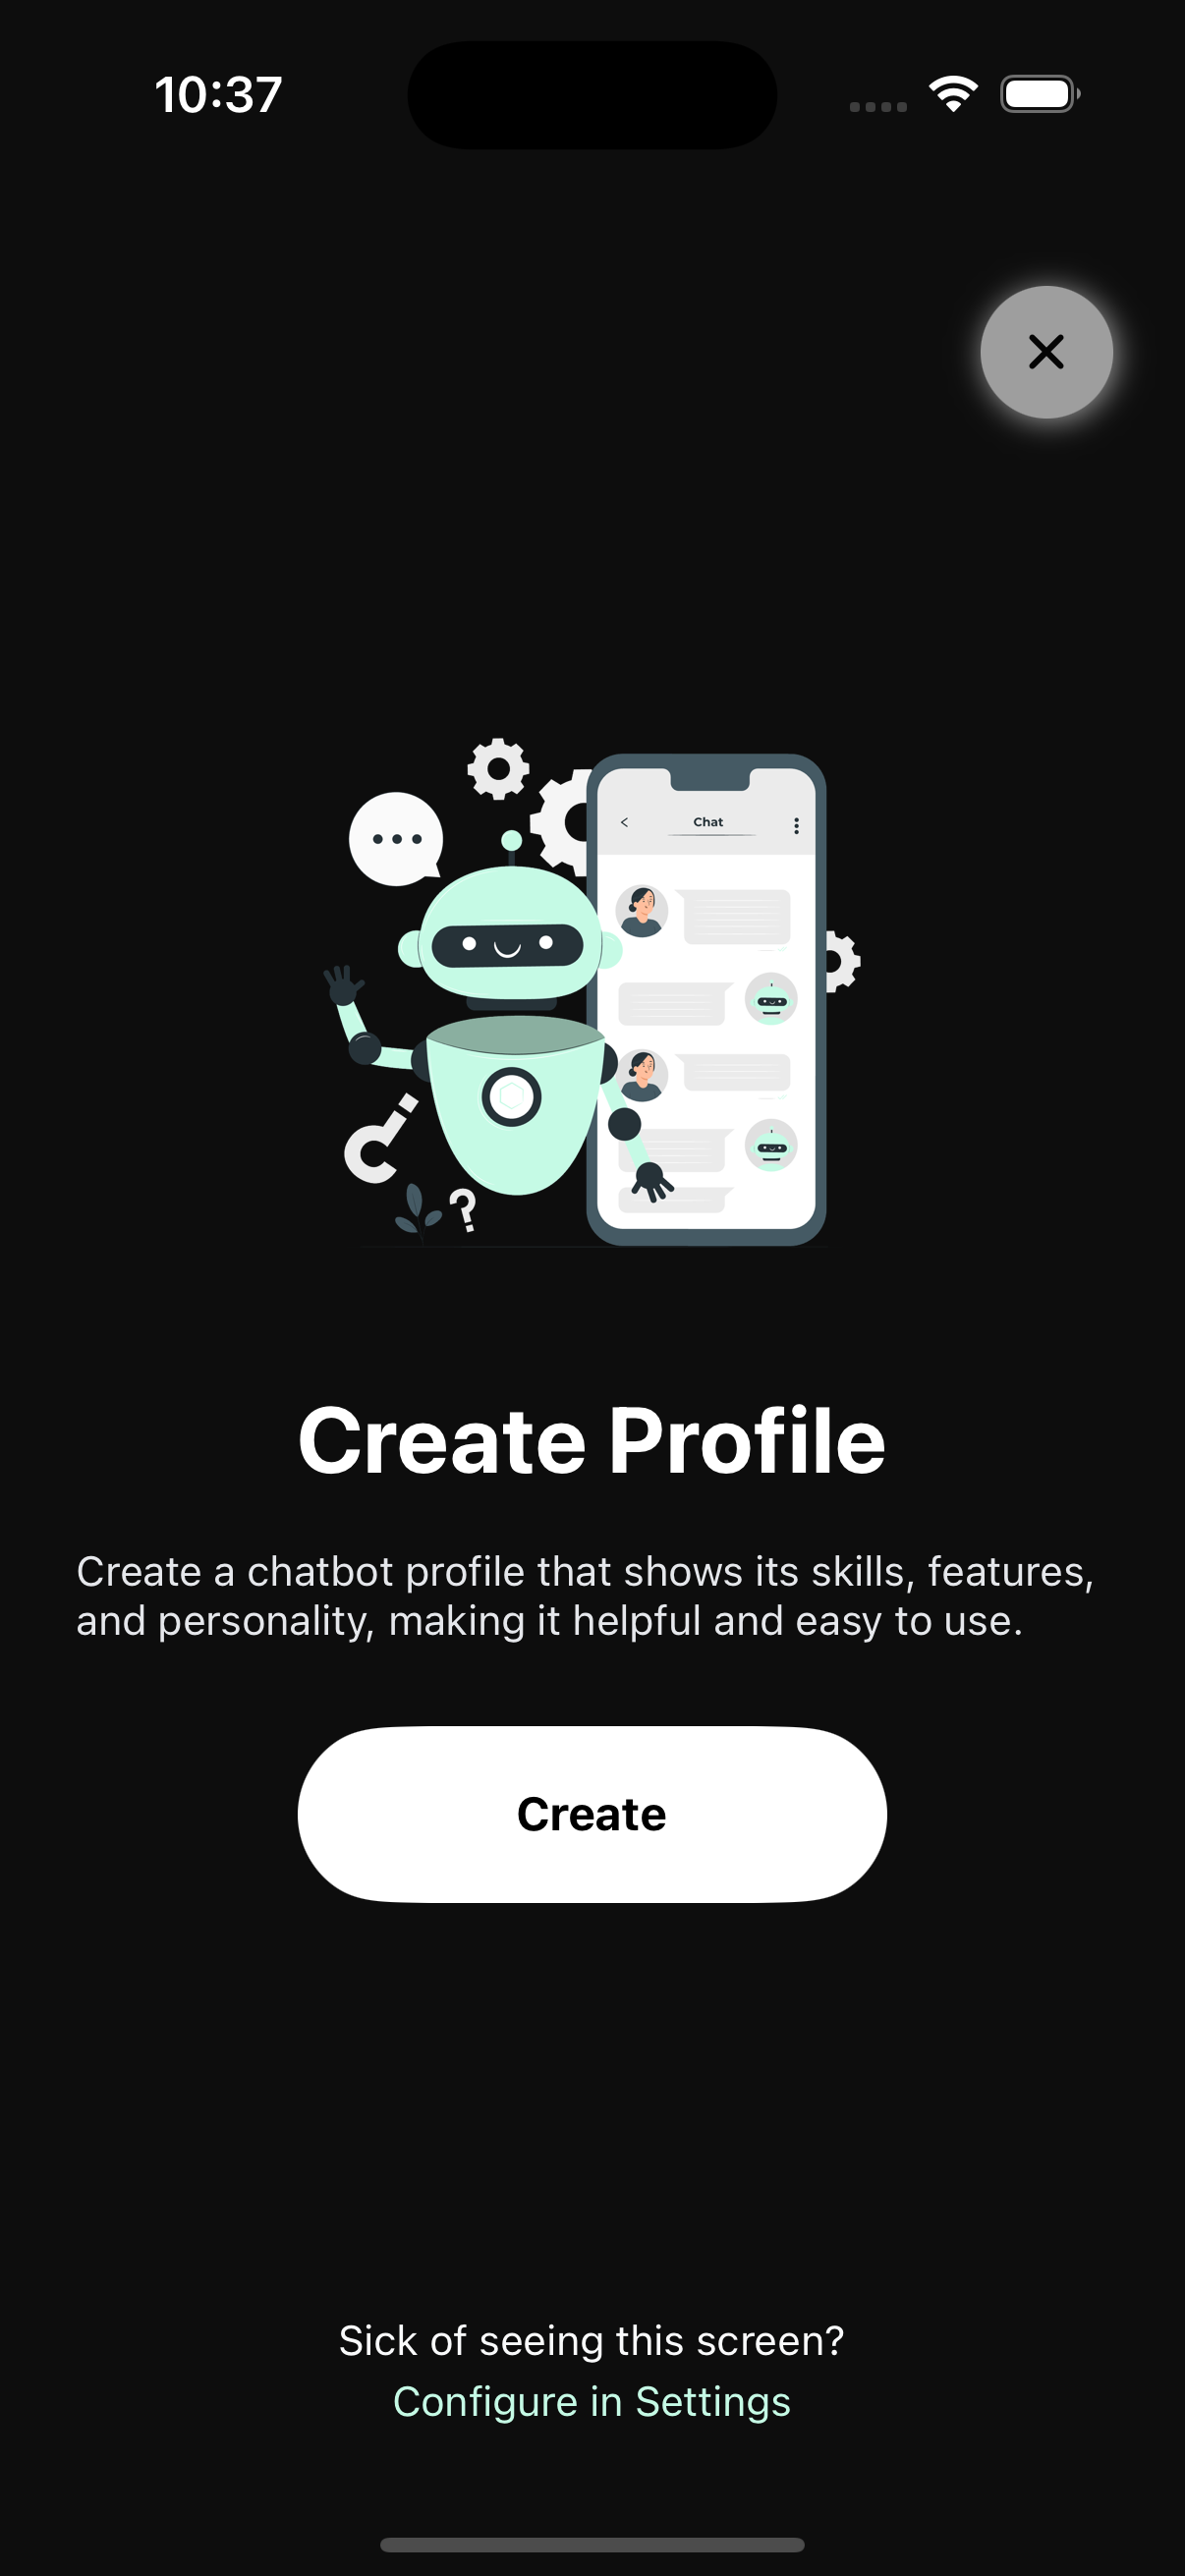 10:37
Chat
Create Profile
Create a chatbot profile that shows its skills, features,
and personality, making it helpful and easy to use.
Create
Sick of seeing this screen?
Configure in Settings